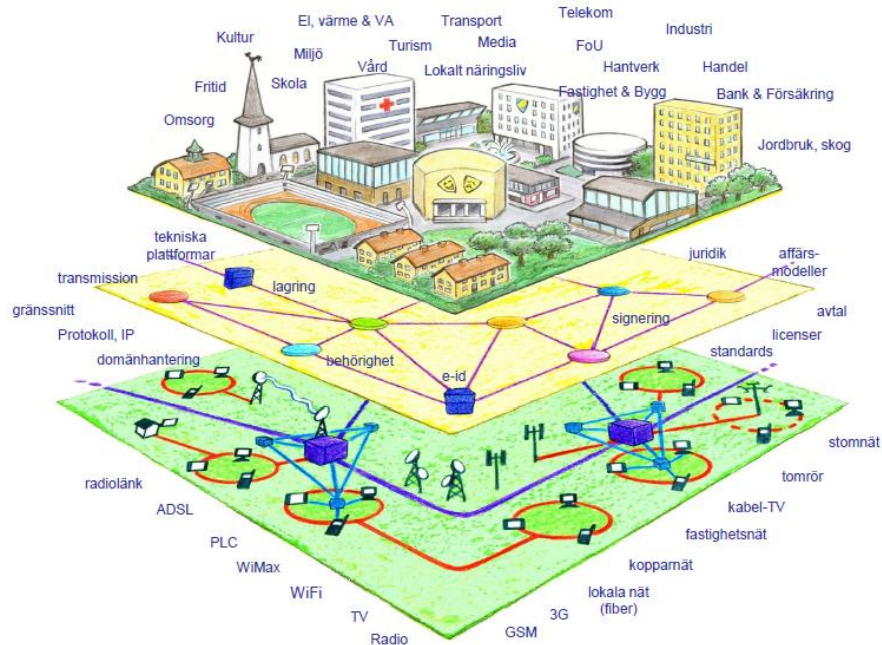 Telekom
El, värme & VA
Transport
Industri
Kultur
Media
Miljö
Turism
FoU
Vård
Lokalt näringsliv
Hantverk
Handel
Fritid
Skola
Fastighet & Bygg
Bank & Försäkring
Omsorg
Jordbruk, skog
tekniska
plattformar
juridik
affärs-
modeller
transmission
lagring
gränssnitt
signering
avtal
Protokoll, IP
licenser
domänhantering
behörighet
e-id
standards
stomnät
radiolänk
tomrör
ADSL
kabel-TV
PLC
fastighetsnät
WiMax
kopparnät
WiFi
lokala nät
(fiber)
TV
3G
Radio
GSM